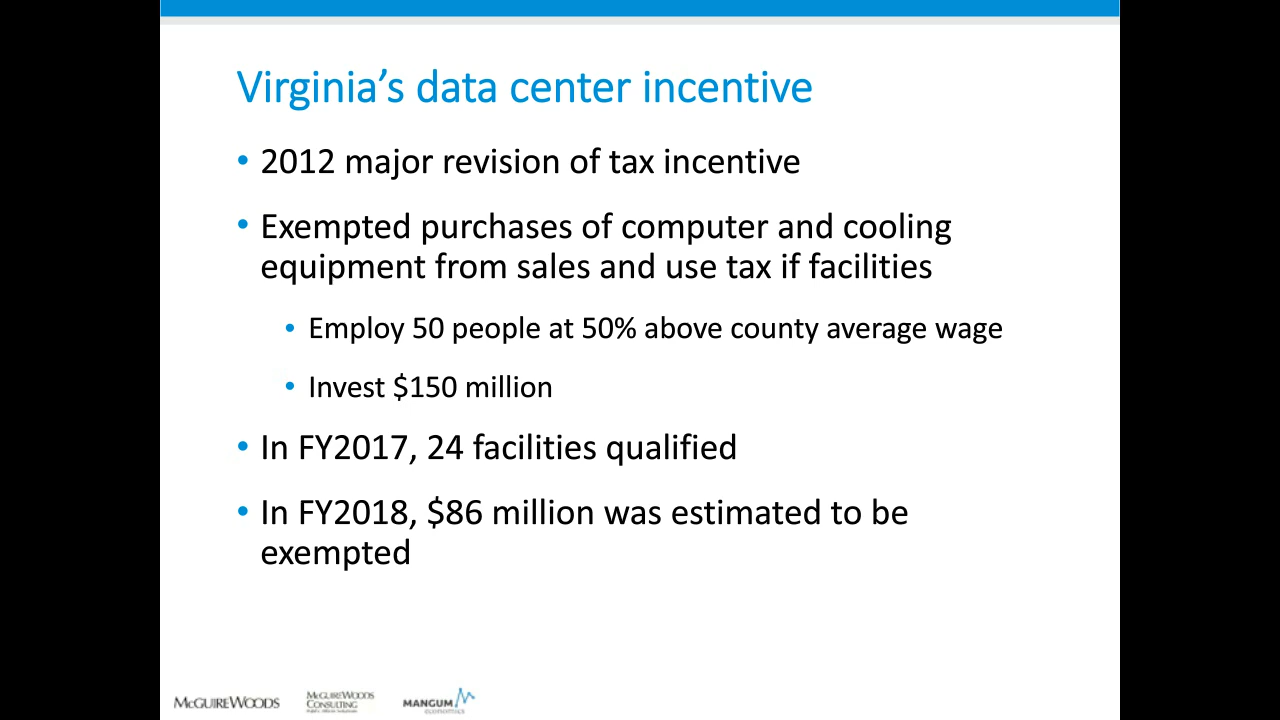 Virginia’s data center incentive
• 2012 major revision of tax incentive
• Exempted purchases of computer and cooling
equipment from sales and use tax if facilities
• Employ 50 people at 50% above county average wage
• Invest $150 million
• In FY2017, 24 facilities qualified
• In FY2018, $86 million was estimated to be
exempted
McGUIREWOODS
McGUIREWOODS
CONSULTING
MANGUM
economics